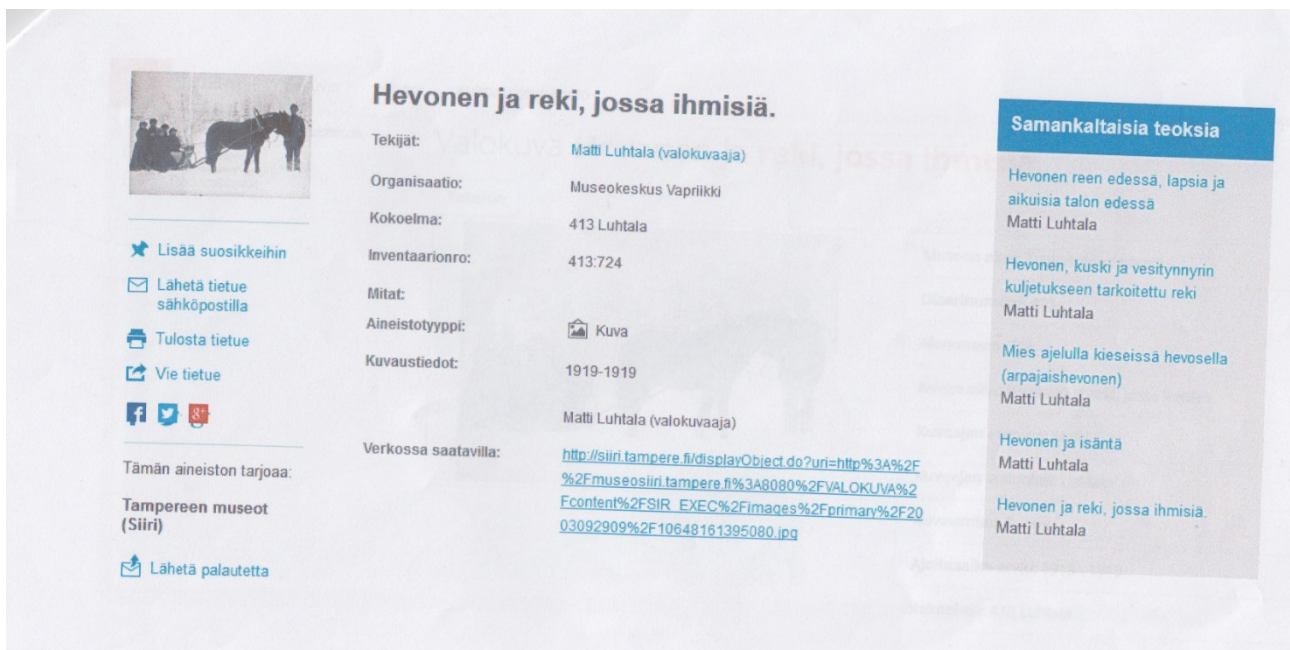 Hevonen ja reki, jossa ihmisiä.
Tekijät:
Matti Luhtala (valokuvaaja)
Organisaatio:
Museokeskus Vapriikki
Kokoelma:
413 Luhtala
Inventaarionro:
413:724
Mitat:
Aineistotyyppi:
Kuva
Kuvaustiedot:
1919-1919
Matti Luhtala (valokuvaaja)
Verkossa saatavilla:
http://siiri.tampere.fi/displayObject.do?uri=http%3A%2F
%2Fmuseosiiri.tampere.fi%3A8080%2FVALOKUVA%2
Fcontent%2FSIR_EXEC%2Fimages%2Fprimary%2F20
03092909%2F10648161395080.jpg
Lisää suosikkeihin
Lähetä tietue
sähköpostilla
Tulosta tietue
Vie tietue
Tämän aineiston tarjoaa:
Tampereen museot
(Siiri)
Lähetä palautetta
Samankaltaisia teoksia
Hevonen reen edessä, lapsia ja
aikuisia talon edessä
Matti Luhtala
Hevonen, kuski ja vesitynnyrin
kuljetukseen tarkoitettu reki
Matti Luhtala
Mies ajelulla kieseissä hevosella
(arpajaishevonen)
Matti Luhtala
Hevonen ja isäntä
Matti Luhtala
Hevonen ja reki, jossa ihmisiä.
Matti Luhtala